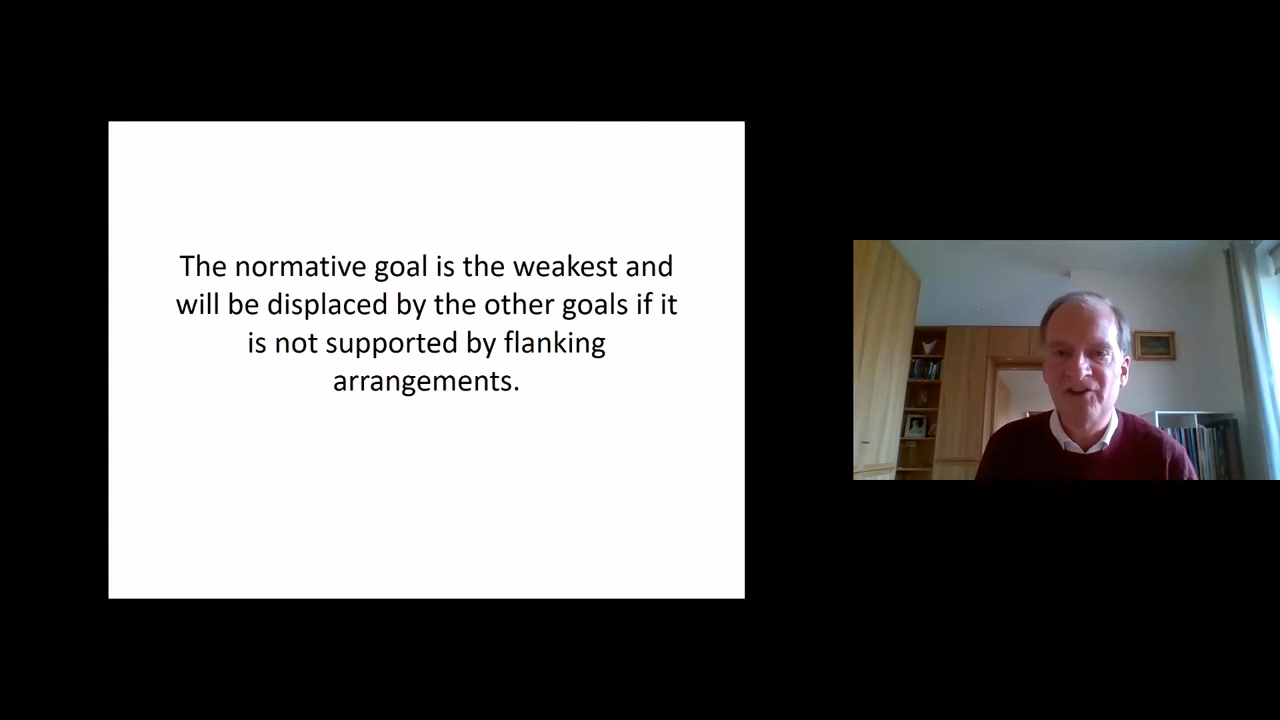 The normative goal is the weakest and
will be displaced by the other goals if it
is not supported by flanking
arrangements.